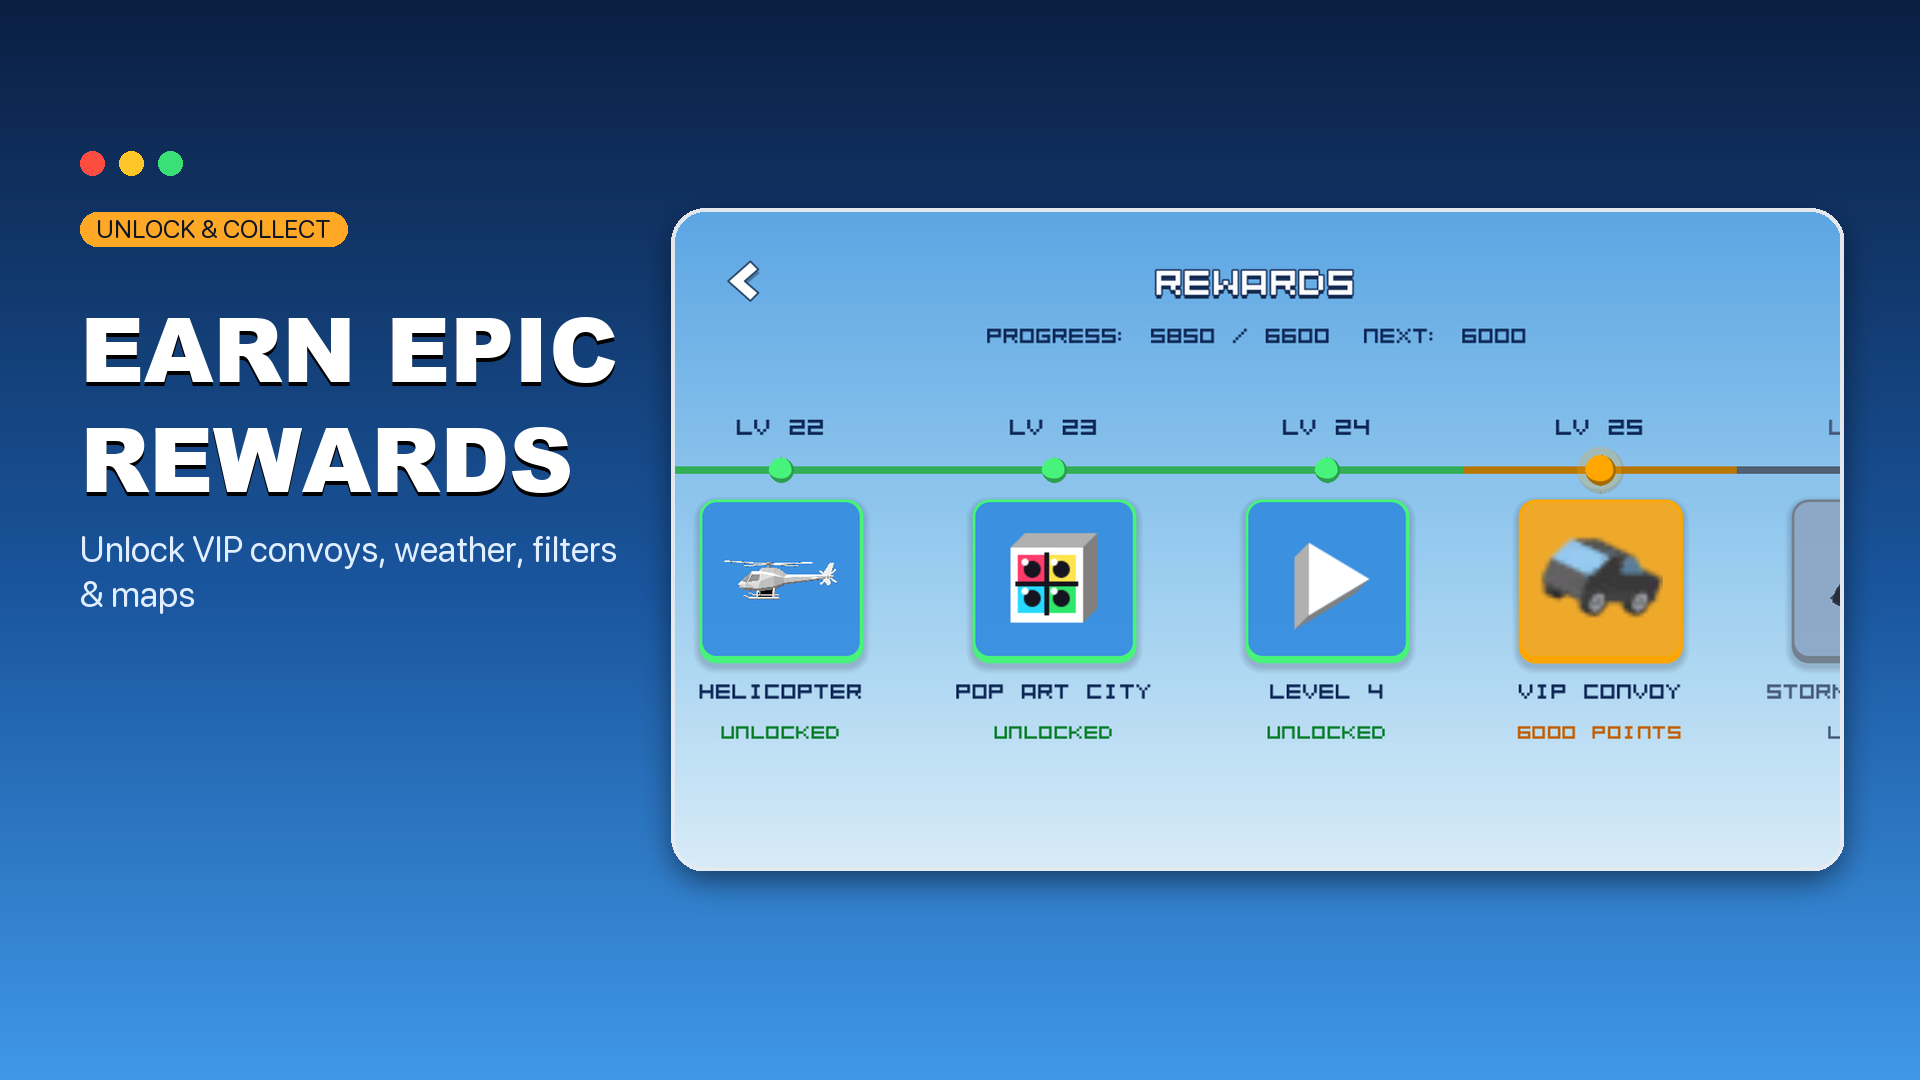 UNLOCK & COLLECT
EARN EPIC
REWARDS
Unlock VIP convoys, weather, filters
& maps
REWARDS
PROGRESS: 5850 / 6600 NEXT: 6000
LV 22 LV 23 LV 24 LV 25
HELICOPTER POP ART CITY LEVEL 4 VIP CONVOY STORM
UNLOCKED UNLOCKED UNLOCKED 6000 POINTS